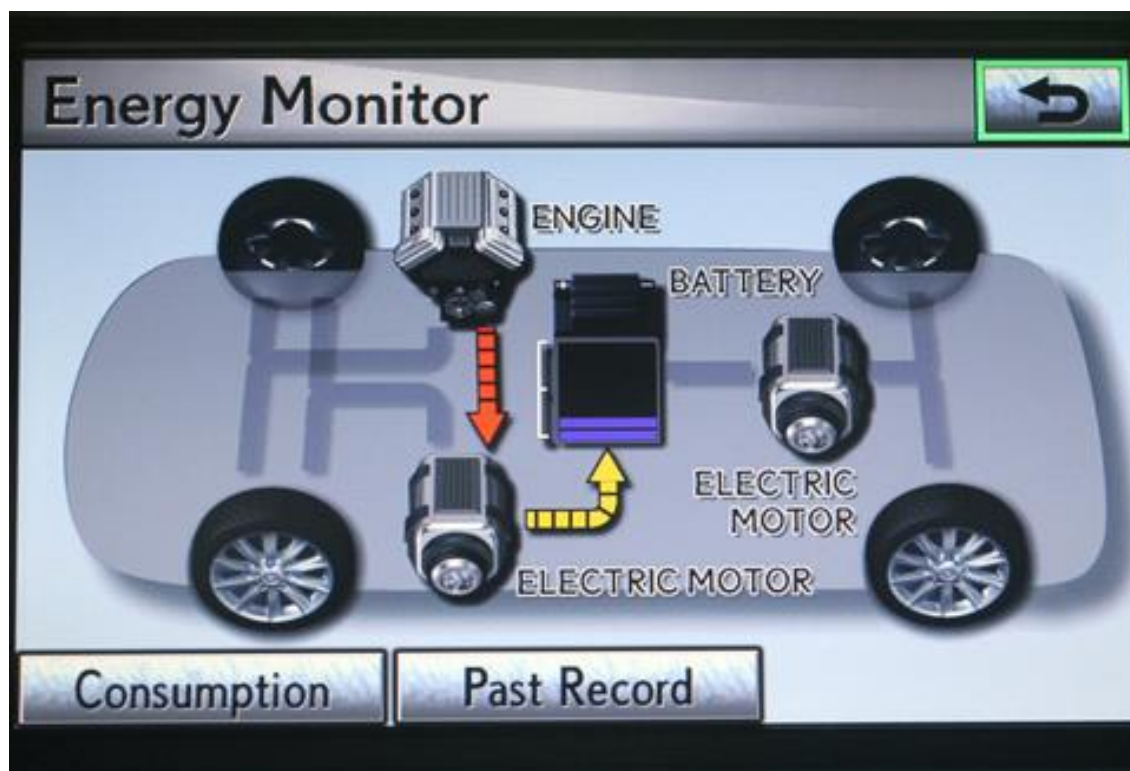 Energy Monitor
ENGINE
BATTERY
ELECTRIC
MOTOR
ELECTRIC MOTOR
Consumption
Past Record